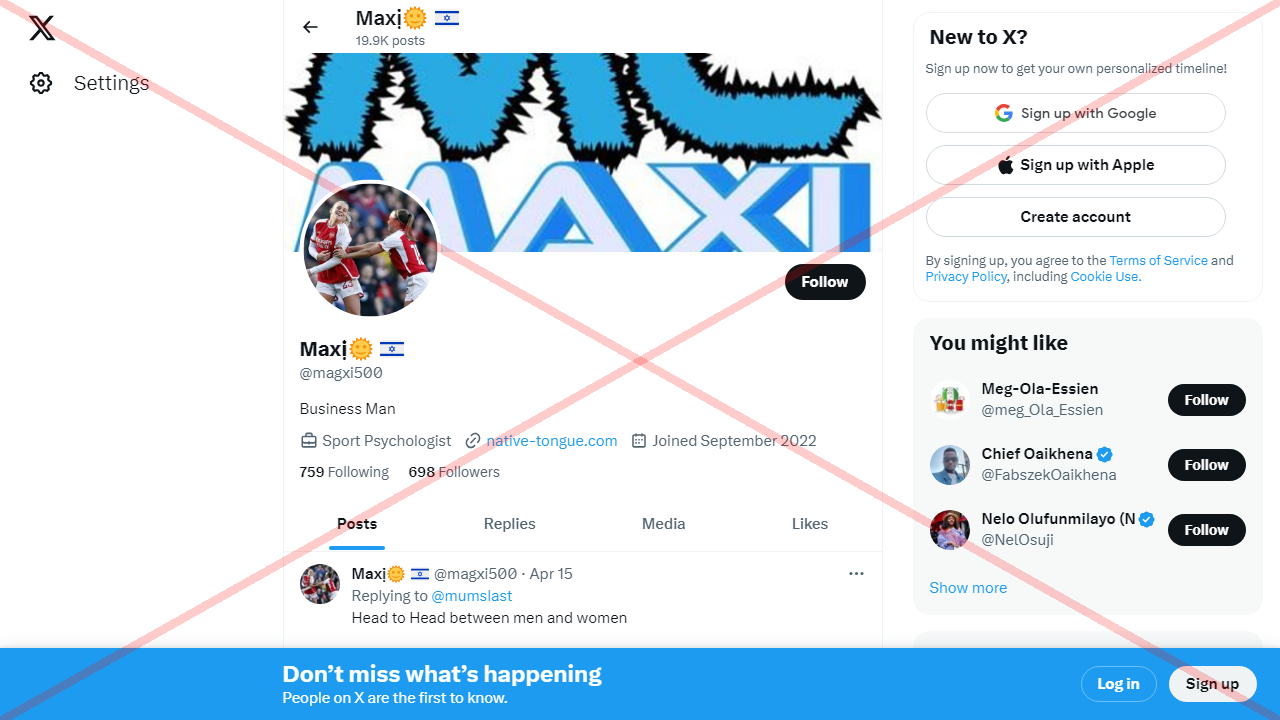 Settings
Maxị🌞 🇮🇱
19.9K posts
MAXI
Follow
Maxị🌞 🇮🇱
@magxi500
Business Man
Sport Psychologist native-tongue.com Joined September 2022
759 Following 698 Followers
Posts Replies Media Likes
Maxị🌞 🇮🇱 @magxi500 · Apr 15
Replying to @mumslast
Head to Head between men and women
New to X?
Sign up now to get your own personalized timeline!
Sign up with Google
Sign up with Apple
Create account
By signing up, you agree to the Terms of Service and
Privacy Policy, including Cookie Use.
You might like
Meg-Ola-Essien
@meg_Ola_Essien
Follow
Chief Oaikhena
@FabszekOaikhena
Follow
Nelo Olufunmilayo (N
@NelOsuji
Follow
Show more
Don’t miss what’s happening
People on X are the first to know.
Log in
Sign up